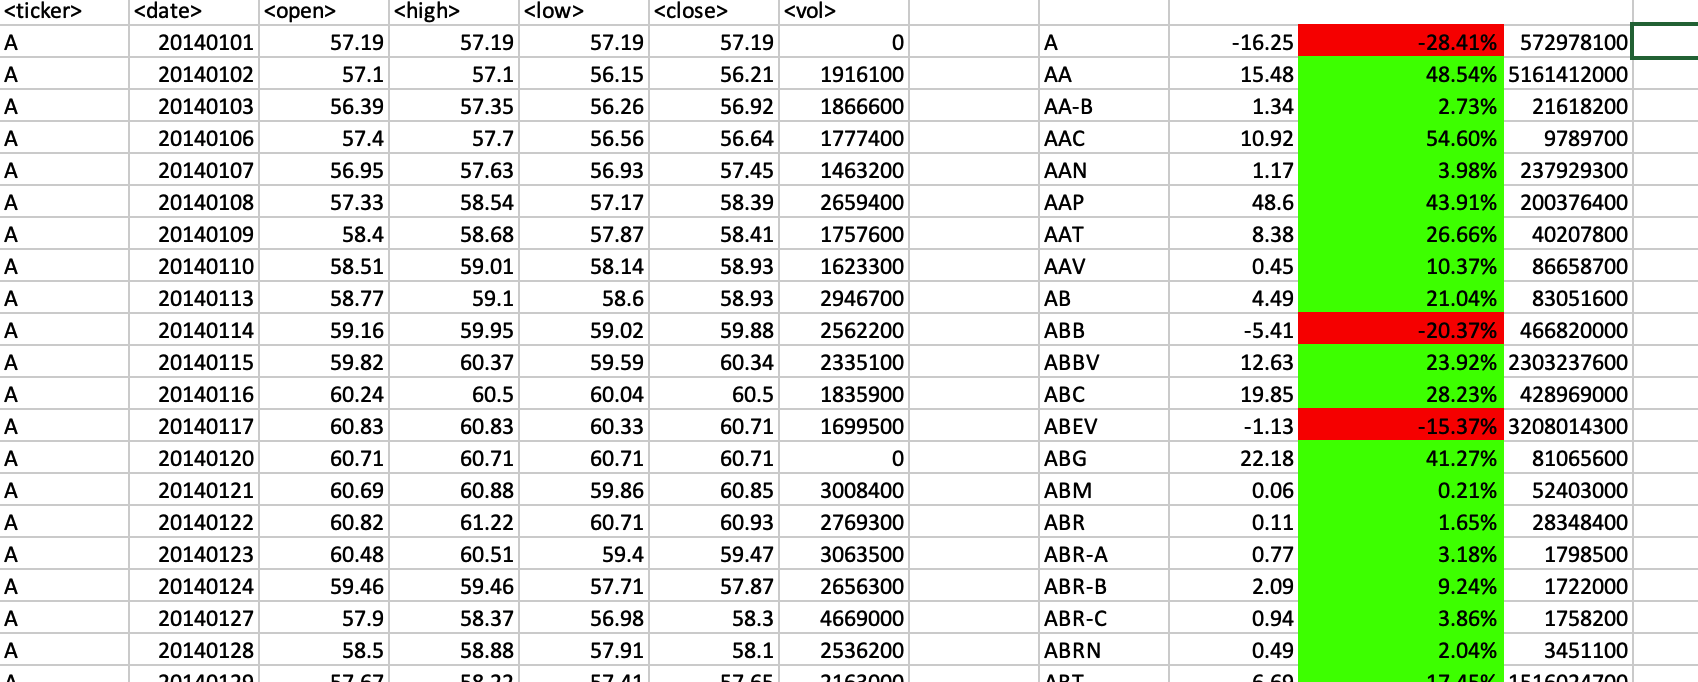 <ticker> <date> <open> <high> <low> <close> <vol>
A 20140101 57.19 57.19 57.19 57.19 0 A -16.25 -28.41% 572978100
A 20140102 57.1 57.1 56.15 56.21 1916100 AA 15.48 48.54% 5161412000
A 20140103 56.39 57.35 56.26 56.92 1866600 AA-B 1.34 2.73% 21618200
A 20140106 57.4 57.7 56.56 56.64 1777400 AAC 10.92 54.60% 9789700
A 20140107 56.95 57.63 56.93 57.45 1463200 AAN 1.17 3.98% 237929300
A 20140108 57.33 58.54 57.17 58.39 2659400 AAP 48.6 43.91% 200376400
A 20140109 58.4 58.68 57.87 58.41 1757600 AAT 8.38 26.66% 40207800
A 20140110 58.51 59.01 58.14 58.93 1623300 AAV 0.45 10.37% 86658700
A 20140113 58.77 59.1 58.6 58.93 2946700 AB 4.49 21.04% 83051600
A 20140114 59.16 59.95 59.02 59.88 2562200 ABB -5.41 -20.37% 466820000
A 20140115 59.82 60.37 59.59 60.34 2335100 ABBV 12.63 23.92% 2303237600
A 20140116 60.24 60.5 60.04 60.5 1835900 ABC 19.85 28.23% 428969000
A 20140117 60.83 60.83 60.33 60.71 1699500 ABEV -1.13 -15.37% 3208014300
A 20140120 60.71 60.71 60.71 60.71 0 ABG 22.18 41.27% 81065600
A 20140121 60.69 60.88 59.86 60.85 3008400 ABM 0.06 0.21% 52403000
A 20140122 60.82 61.22 60.71 60.93 2769300 ABR 0.11 1.65% 28348400
A 20140123 60.48 60.51 59.4 59.47 3063500 ABR-A 0.77 3.18% 1798500
A 20140124 59.46 59.46 57.71 57.87 2656300 ABR-B 2.09 9.24% 1722000
A 20140127 57.9 58.37 56.98 58.3 4669000 ABR-C 0.94 3.86% 1758200
A 20140128 58.5 58.88 57.91 58.1 2536200 ABRN 0.49 2.04% 3451100
A 20140129 57.67 58.22 57.41 57.65 2163000 ABT 6.69 17.45% 1516024700